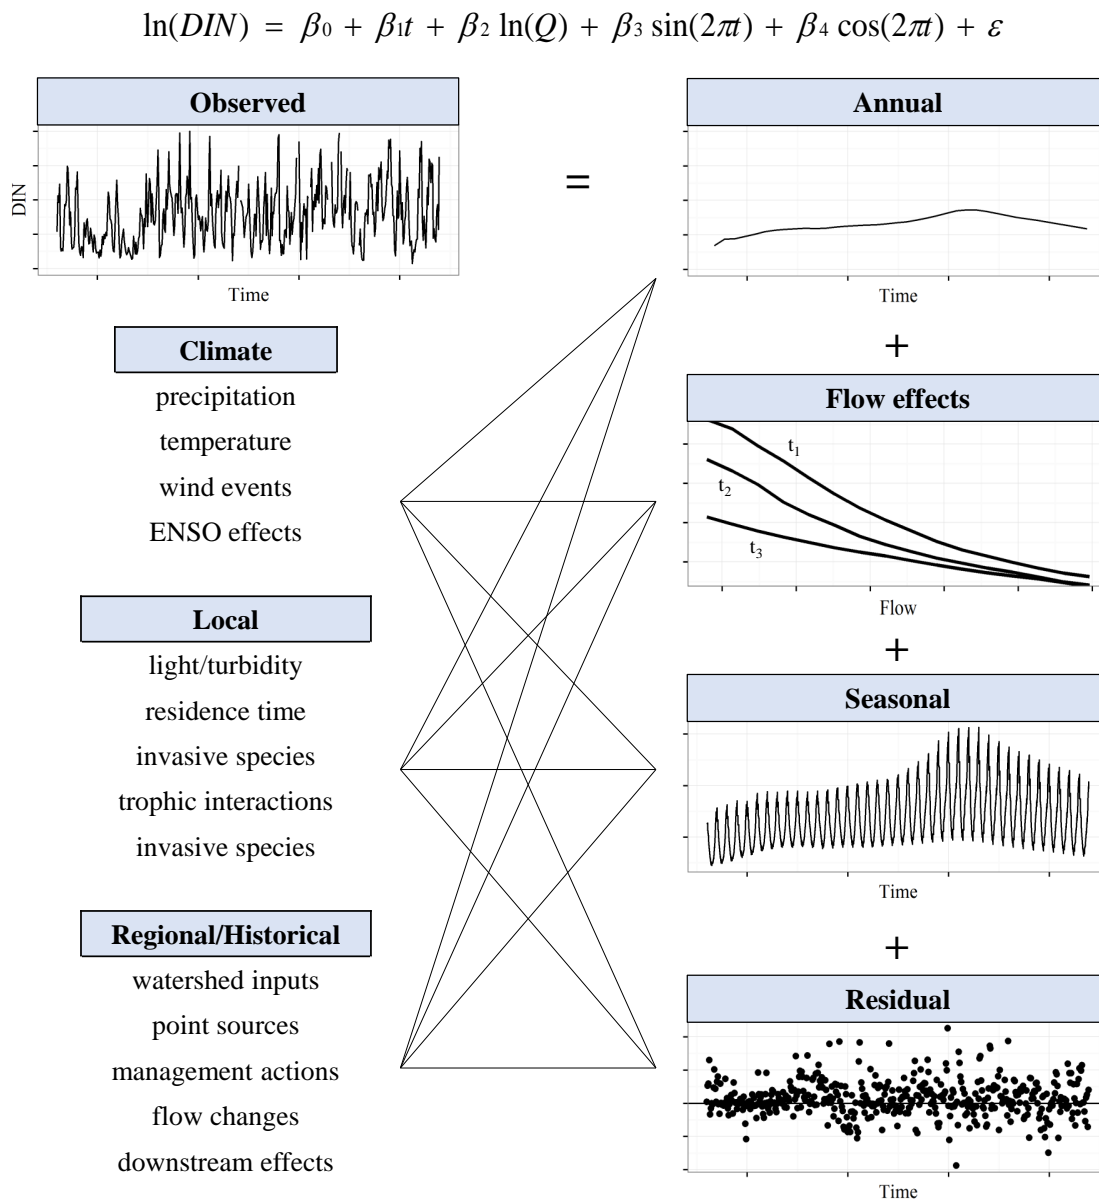 ln(DIN) = β₀ + β₁t + β₂ ln(Q) + β₃ sin(2πt) + β₄ cos(2πt) + ε
Observed
DIN
Time
=
Climate
precipitation
temperature
wind events
ENSO effects
Local
light/turbidity
residence time
invasive species
trophic interactions
invasive species
Regional/Historical
watershed inputs
point sources
management actions
flow changes
downstream effects
Annual
Time
+
Flow effects
t₁
t₂
t₃
Flow
+
Seasonal
Time
+
Residual
Time